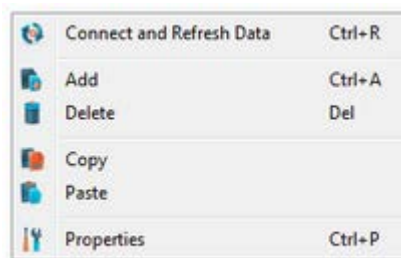 Connect and Refresh Data Ctrl+R
Add Ctrl+A
Delete Del
Copy
Paste
Properties Ctrl+P